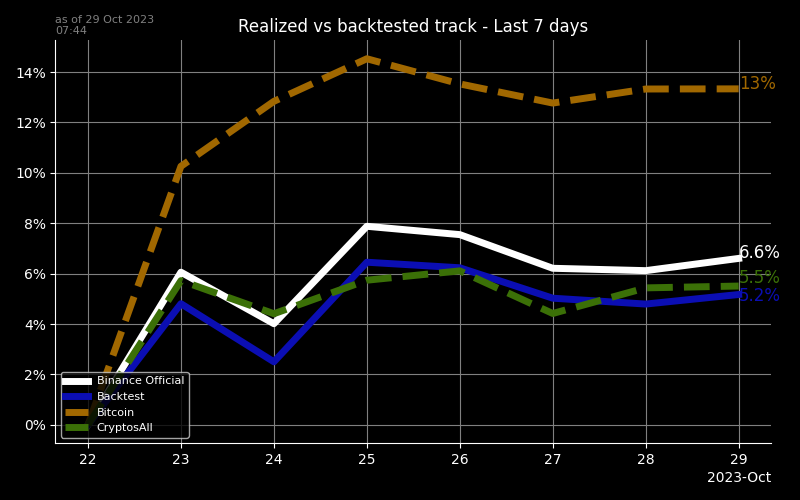 as of 29 Oct 2023
07:44
Realized vs backtested track - Last 7 days
14%
12%
10%
8%
6%
4%
2%
0%
13%
6.6%
5.5%
5.2%
Binance Official
Backtest
Bitcoin
CryptosAll
22 23 24 25 26 27 28 29
2023-Oct